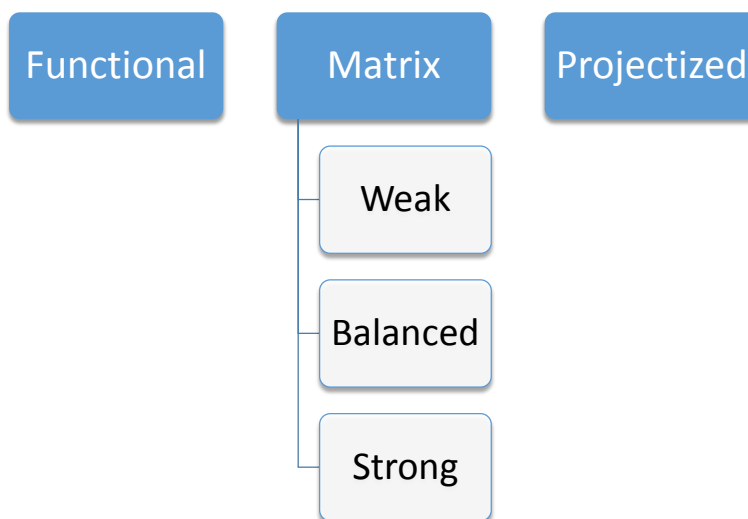 Functional
Matrix
Projectized
Weak
Balanced
Strong